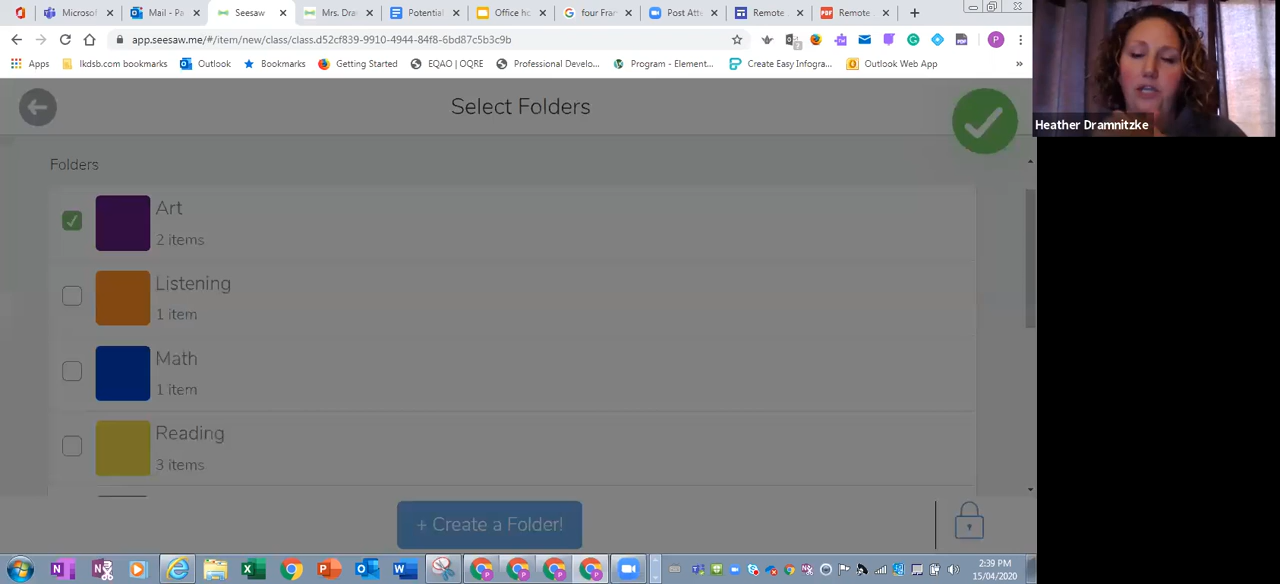 Microsof
Mail - Pa
Seesaw
Mrs. Dra
Potential
Office ho
four Fran
Post Atte
Remote
Remote
app.seesaw.me/#/item/new/class/class.d52cf839-9910-4944-84f8-6bd87c5b3c9b
Apps
lkdsb.com bookmarks
Outlook
Bookmarks
Getting Started
EQAO | OQRE
Professional Develo...
Program - Element...
Create Easy Infogra...
Outlook Web App
»
Heather Dramnitzke
Select Folders
Folders
Art
2 items
Listening
1 item
Math
1 item
Reading
3 items
+ Create a Folder!
2:39 PM
15/04/2020